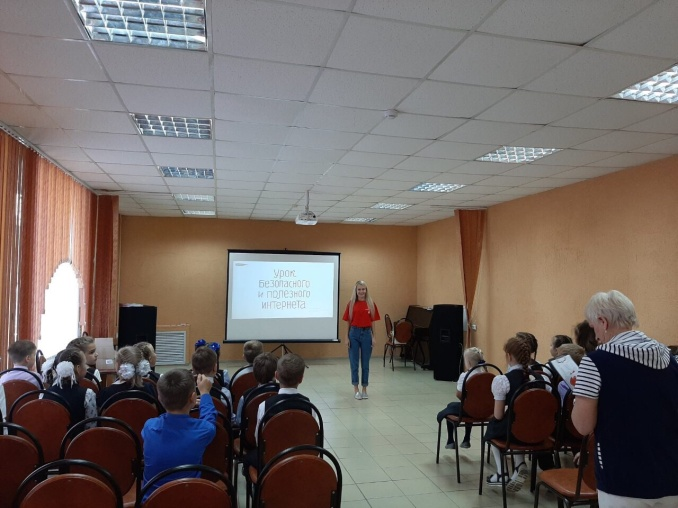 Урок
безопасного
и полезного
интернета